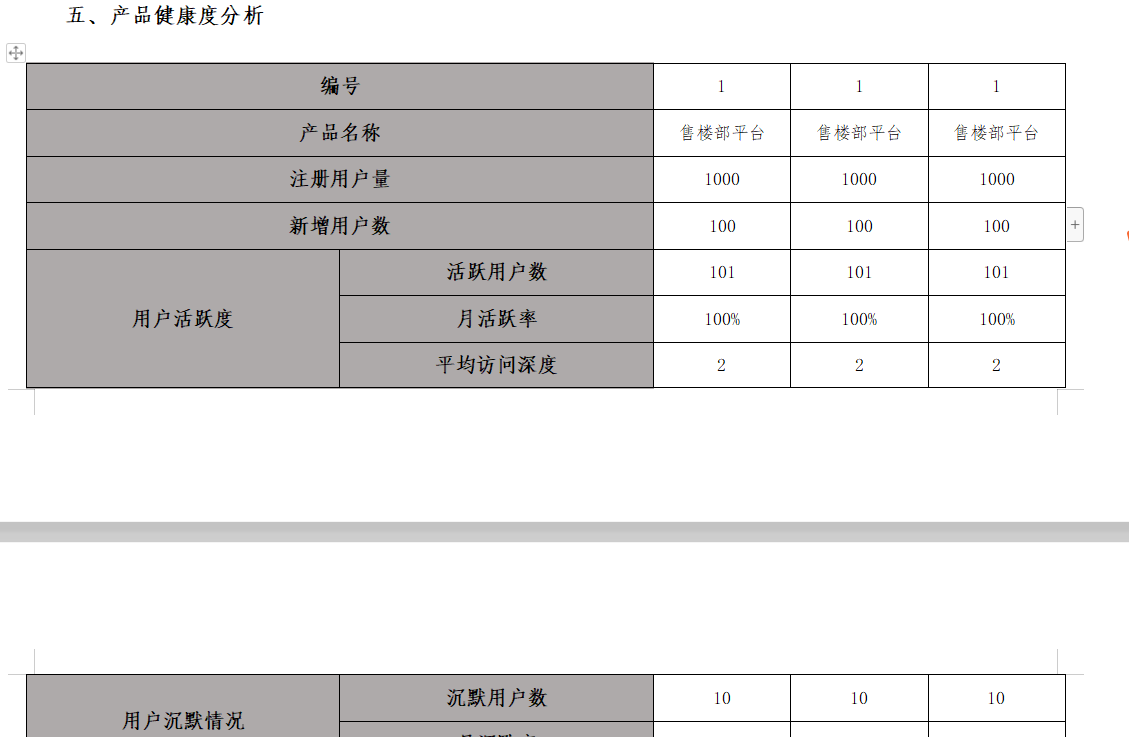 五、产品健康度分析
编号 1 1 1
产品名称 售楼部平台 售楼部平台 售楼部平台
注册用户量 1000 1000 1000
新增用户数 100 100 100
活跃用户数 101 101 101
用户活跃度 月活跃率 100% 100% 100%
平均访问深度 2 2 2
沉默用户数 10 10 10
用户沉默情况